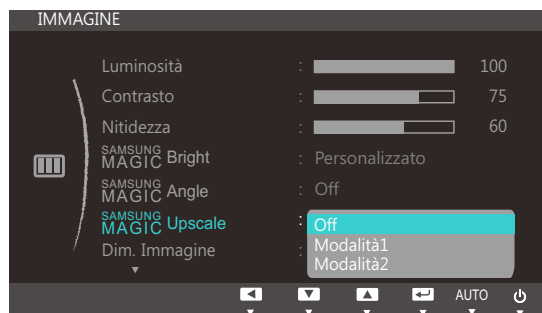 IMMAGINE
Luminosità : 100
Contrasto : 75
Nitidezza : 60
SAMSUNG MAGIC Bright : Personalizzato
SAMSUNG MAGIC Angle : Off
SAMSUNG MAGIC Upscale : Off
Modalità1
Dim. Immagine : Modalità2
AUTO